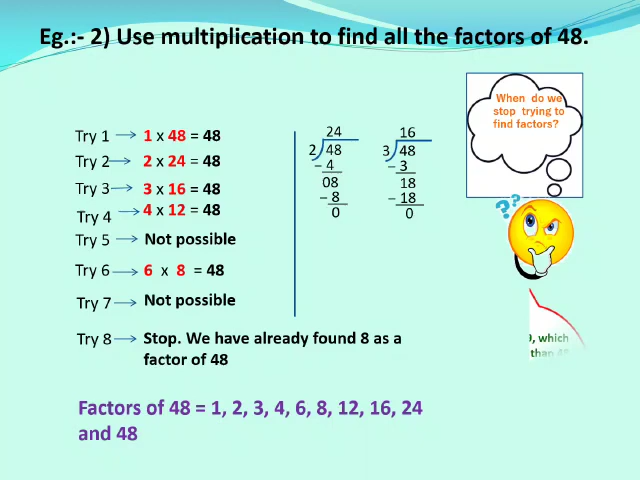 Eg.:- 2) Use multiplication to find all the factors of 48.
When do we
stop trying to
find factors?
Try 1 1 x 48 = 48
Try 2 2 x 24 = 48
Try 3 3 x 16 = 48
Try 4 4 x 12 = 48
Try 5 Not possible
Try 6 6 x 8 = 48
Try 7 Not possible
Try 8 Stop. We have already found 8 as a
factor of 48
24
2 48
– 4
08
– 8
0
16
3 48
– 3
18
– 18
0
??
, which
than
Factors of 48 = 1, 2, 3, 4, 6, 8, 12, 16, 24
and 48